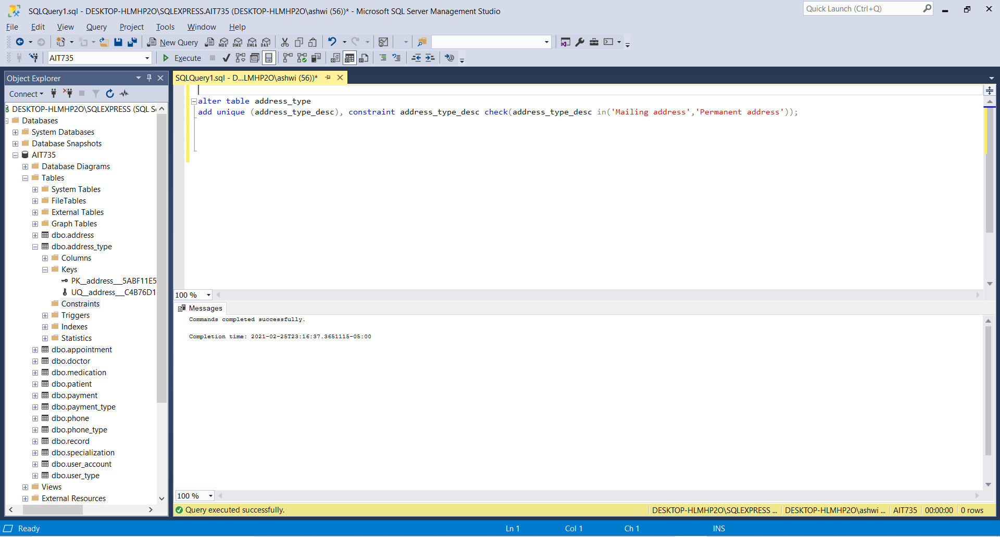 SQLQuery1.sql - DESKTOP-HLMHP2O\SQLEXPRESS.AIT735 (DESKTOP-HLMHP2O\ashwi (56))* - Microsoft SQL Server Management Studio
Quick Launch (Ctrl+Q)
File Edit View Query Project Tools Window Help
New Query MDX DMX XMLA DAX
AIT735 Execute
Object Explorer
SQLQuery1.sql - D...LMHP2O\ashwi (56))*
Connect
DESKTOP-HLMHP2O\SQLEXPRESS (SQL S
Databases
System Databases
Database Snapshots
AIT735
Database Diagrams
Tables
System Tables
FileTables
External Tables
Graph Tables
dbo.address
dbo.address_type
Columns
Keys
PK__address___5ABF11E5
UQ__address___C4B76D1
Constraints
Triggers
Indexes
Statistics
dbo.appointment
dbo.doctor
dbo.medication
dbo.patient
dbo.payment
dbo.payment_type
dbo.phone
dbo.phone_type
dbo.record
dbo.specialization
dbo.user_account
dbo.user_type
Views
External Resources
alter table address_type
add unique (address_type_desc), constraint address_type_desc check(address_type_desc in('Mailing address','Permanent address'));
100 %
Messages
Commands completed successfully.
Completion time: 2021-02-25T23:16:37.3651115-05:00
100 %
Query executed successfully.
DESKTOP-HLMHP2O\SQLEXPRESS ... DESKTOP-HLMHP2O\ashwi ... AIT735 00:00:00 0 rows
Ready Ln 1 Col 1 Ch 1 INS